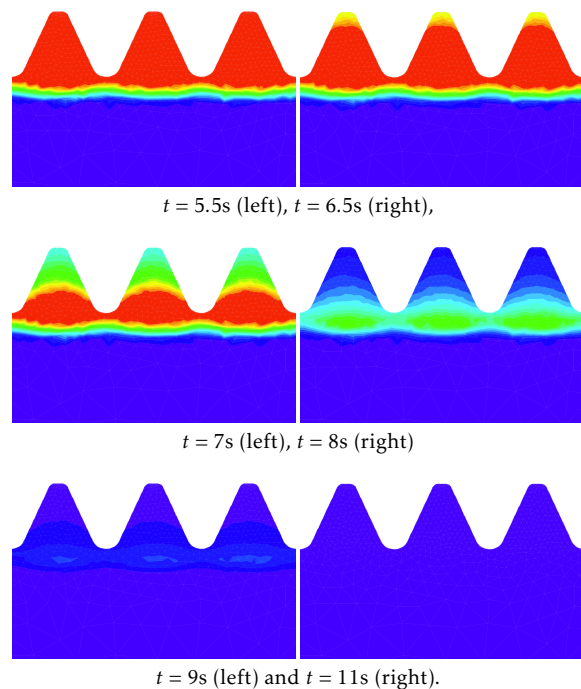 t = 5.5s (left), t = 6.5s (right),
t = 7s (left), t = 8s (right)
t = 9s (left) and t = 11s (right).